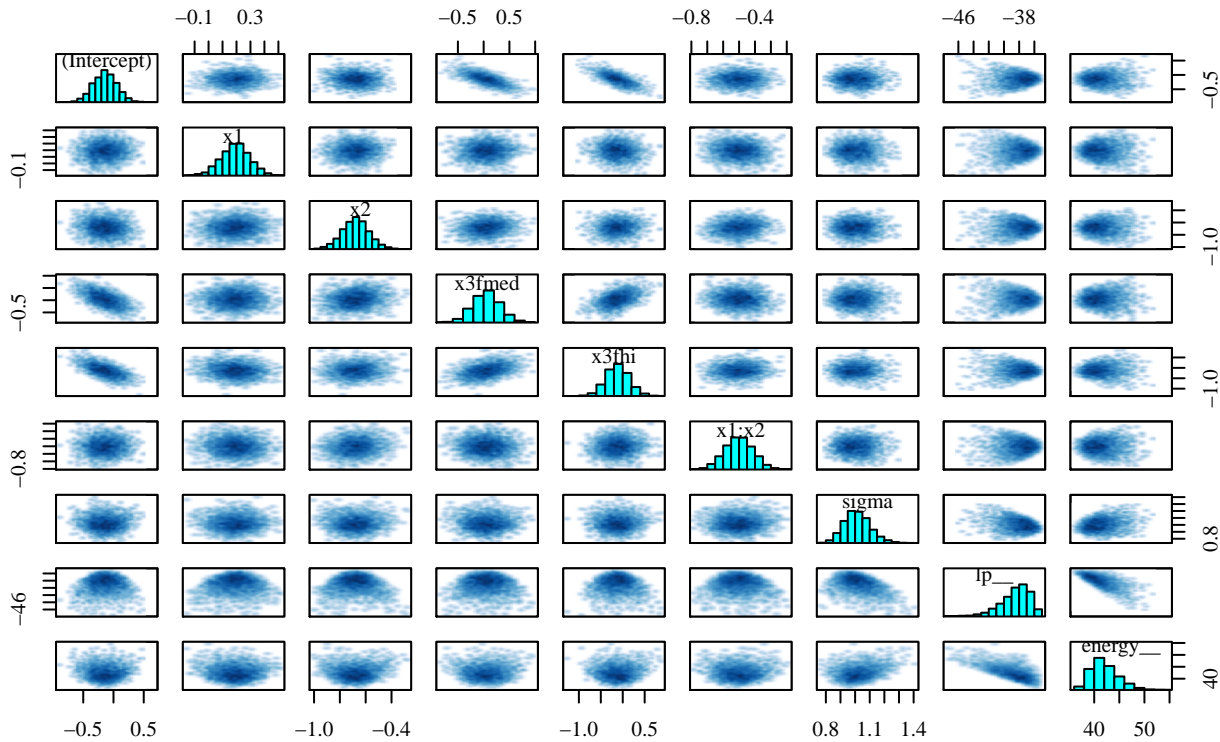 −0.1 0.3 −0.5 0.5 −0.8 −0.4 −46 −38
(Intercept)
−0.5
x1
−0.1
x2
−1.0
x3fmed
−0.5
x3fhi
−1.0
x1:x2
−0.8
sigma
0.8
lp__
−46
energy__
40
−0.5 0.5 −1.0 −0.4 −1.0 0.5 0.8 1.1 1.4 40 50